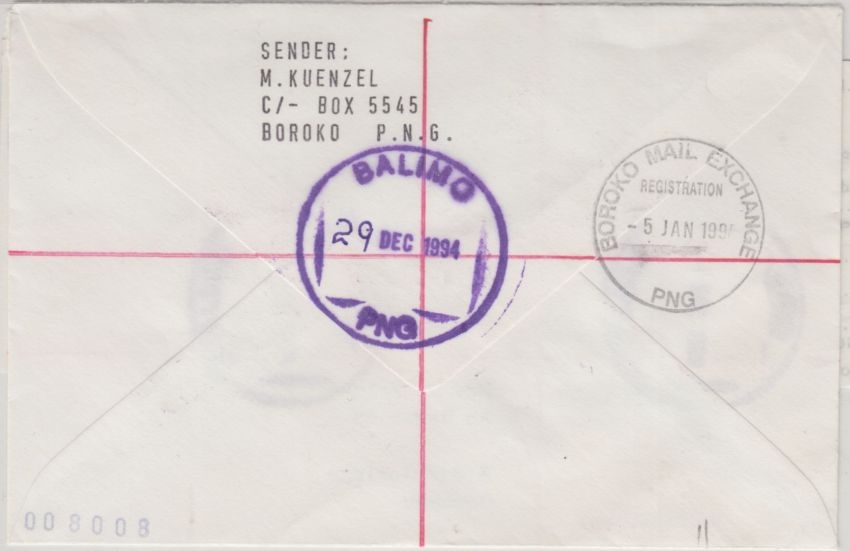 SENDER:
M.KUENZEL
C/- BOX 5545
BOROKO P.N.G.
BALIMO
29 DEC 1994
PNG
BOROKO MAIL EXCHANGE
REGISTRATION
-5 JAN
PNG
008008